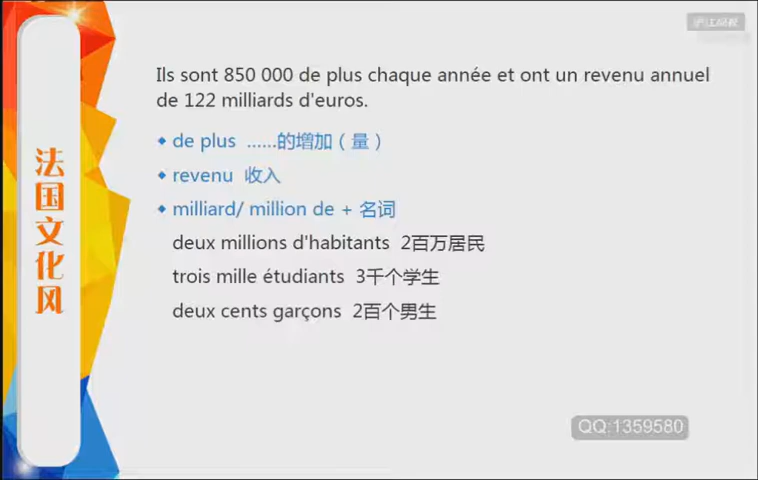 法国文化风
Ils sont 850 000 de plus chaque année et ont un revenu annuel
de 122 milliards d'euros.
de plus ……的增加（量）
revenu 收入
milliard/ million de + 名词
deux millions d'habitants 2百万居民
trois mille étudiants 3千个学生
deux cents garçons 2百个男生
QQ:1359580